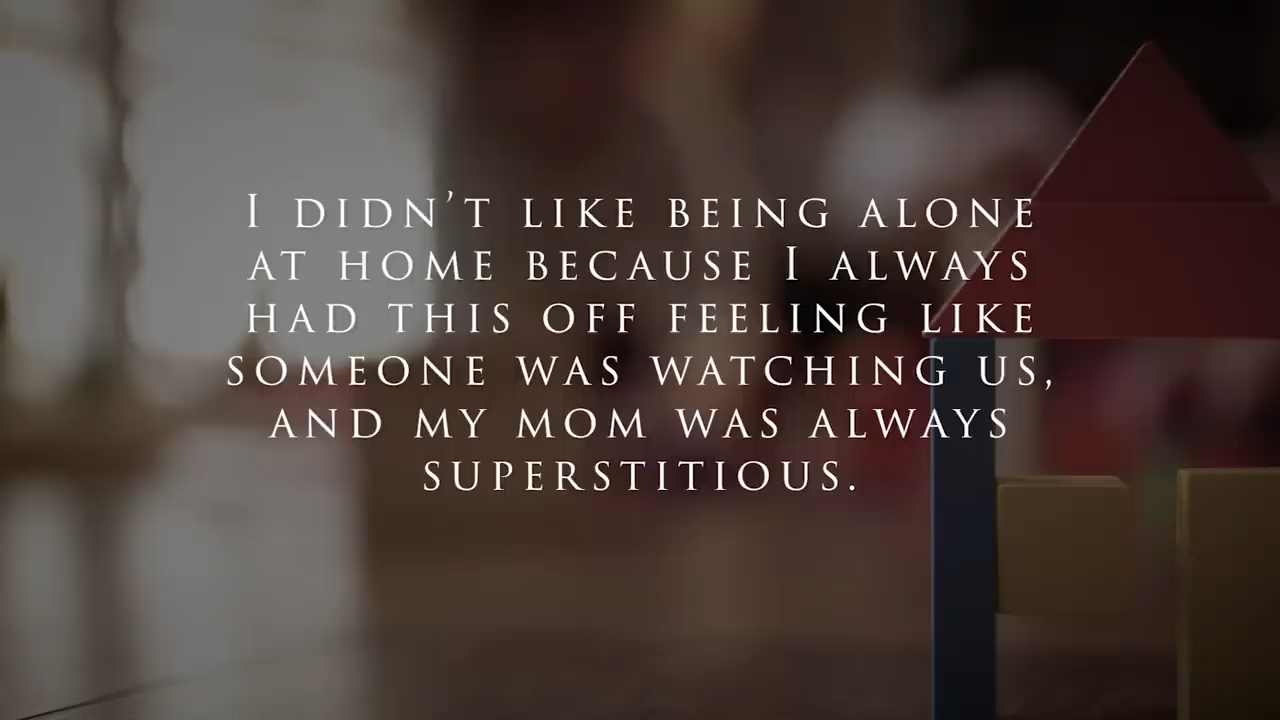 I DIDN'T LIKE BEING ALONE
AT HOME BECAUSE I ALWAYS
HAD THIS OFF FEELING LIKE
SOMEONE WAS WATCHING US,
AND MY MOM WAS ALWAYS
SUPERSTITIOUS.